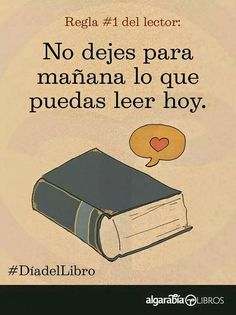 Regla #1 del lector:
No dejes para
mañana lo que
puedas leer hoy.
#DíadelLibro
algarabía LIBROS